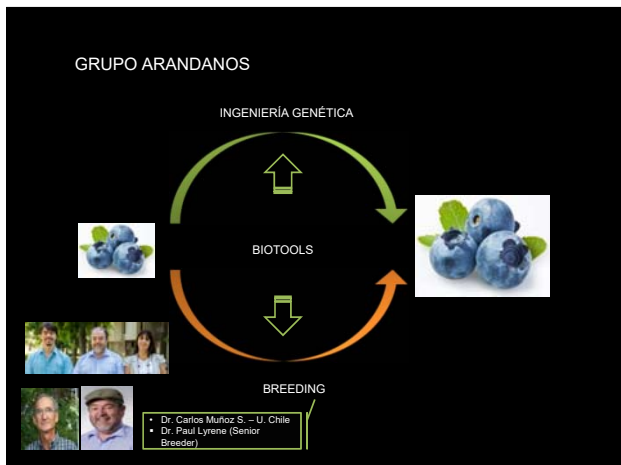 GRUPO ARANDANOS
INGENIERÍA GENÉTICA
BIOTOOLS
BREEDING
▪ Dr. Carlos Muñoz S. – U. Chile
▪ Dr. Paul Lyrene (Senior
Breeder)